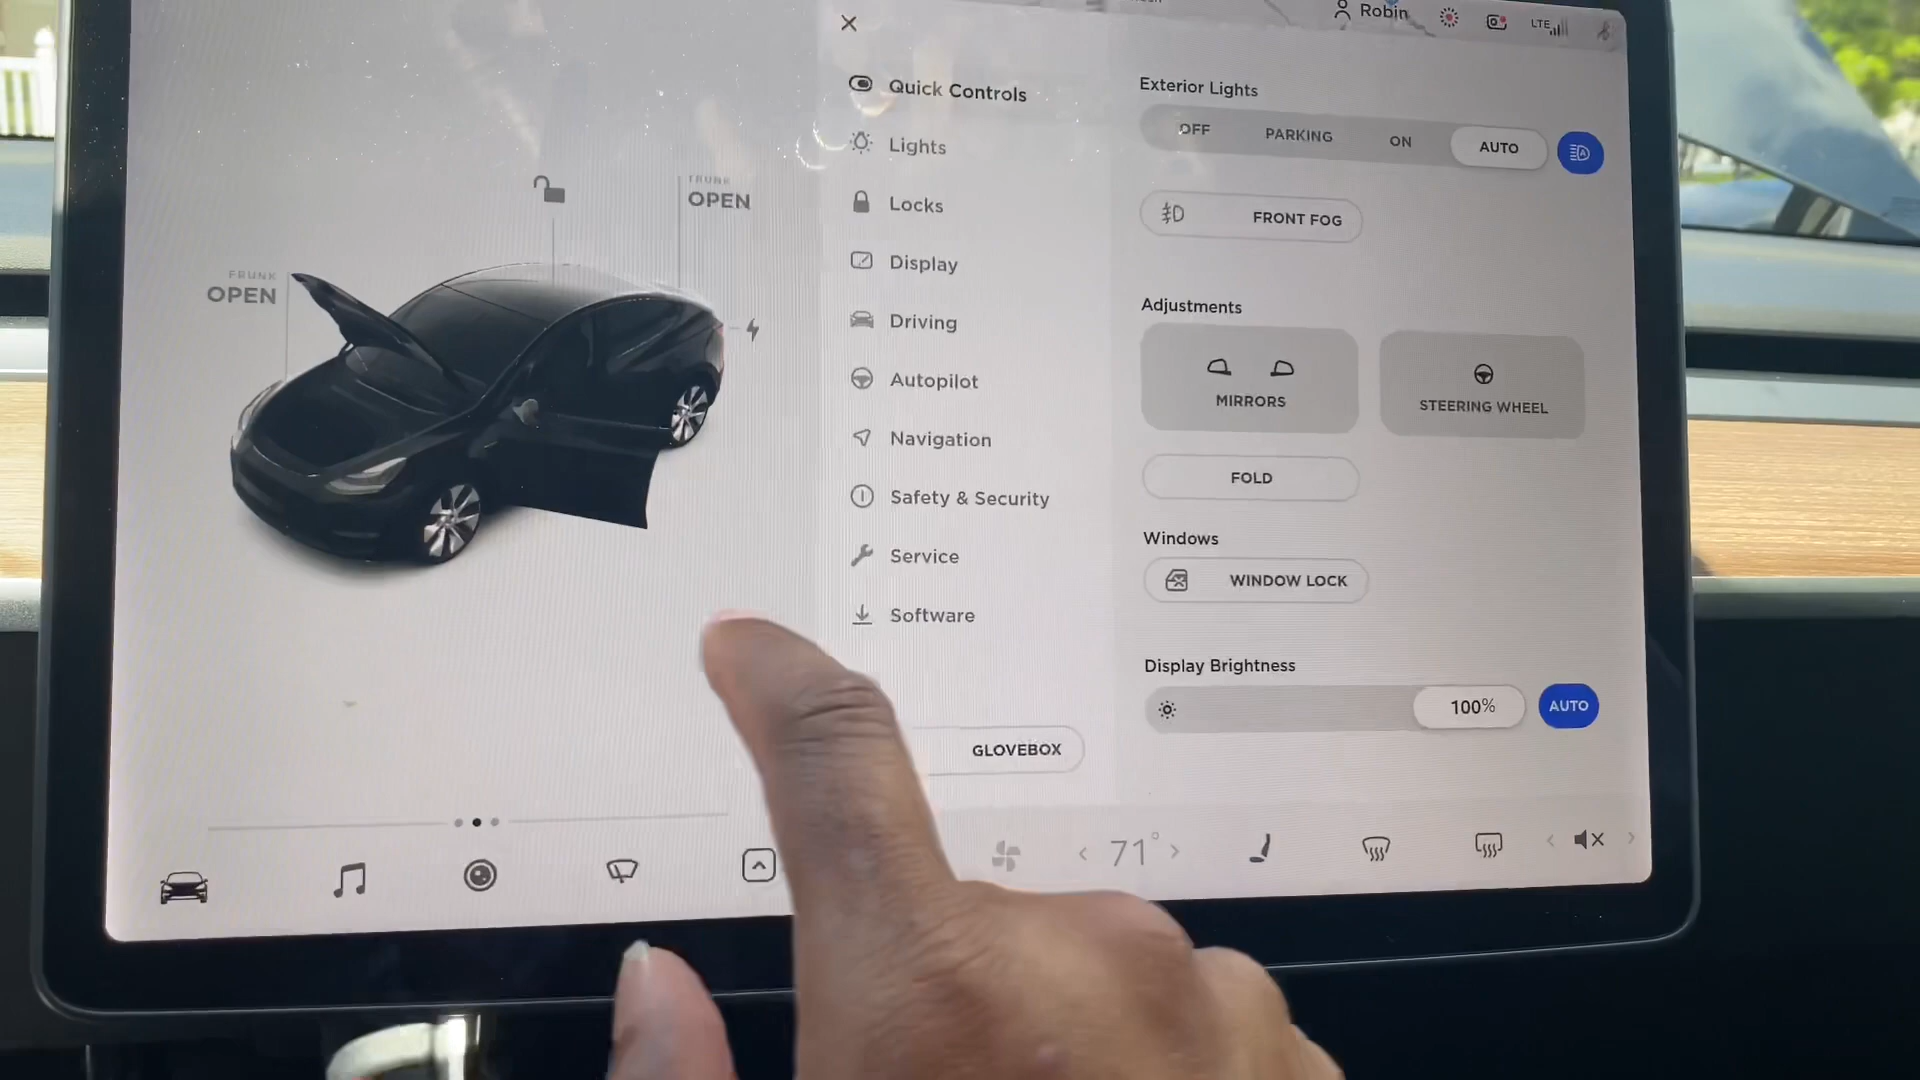 Robin
LTE
Quick Controls
Lights
Locks
Display
Driving
Autopilot
Navigation
Safety & Security
Service
Software
GLOVEBOX
TRUNK
OPEN
FRUNK
OPEN
Exterior Lights
OFF PARKING ON AUTO
FRONT FOG
Adjustments
MIRRORS
STEERING WHEEL
FOLD
Windows
WINDOW LOCK
Display Brightness
100% AUTO
71°